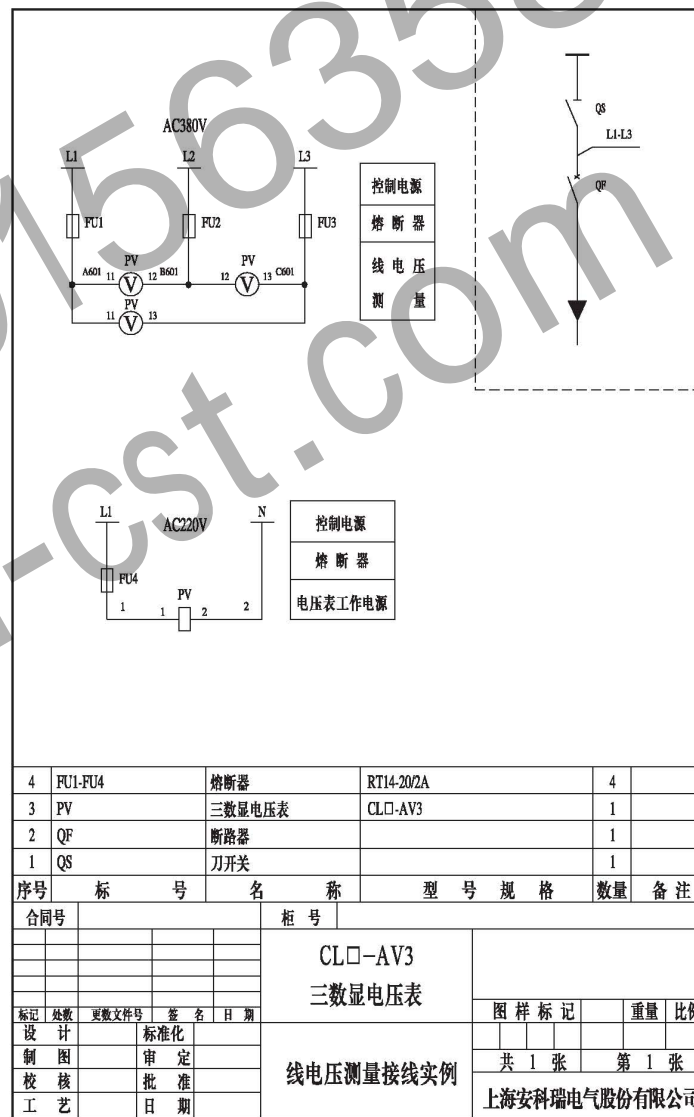 AC380V
L1 L2 L3
FU1 FU2 FU3
PV PV
A601 11 12 B601 12 13 C601
V V
PV
11 V 13
控制电源
熔断器
线电压
测量
QS
L1-L3
QF
L1 AC220V N
FU4
PV
1 1 2 2
控制电源
熔断器
电压表工作电源
4 FU1-FU4 熔断器 RT14-20/2A 4
3 PV 三数显电压表 CL□-AV3 1
2 QF 断路器 1
1 QS 刀开关 1
序号 标号 名称 型号规格 数量 备注
合同号 柜号
CL□-AV3
三数显电压表
标记 处数 更数文件号 签名 日期
图样标记 重量 比例
设计 标准化
制图 审定
校核 批准
工艺 日期
线电压测量接线实例
共1张 第1张
上海安科瑞电气股份有限公司
156358
-cst.com